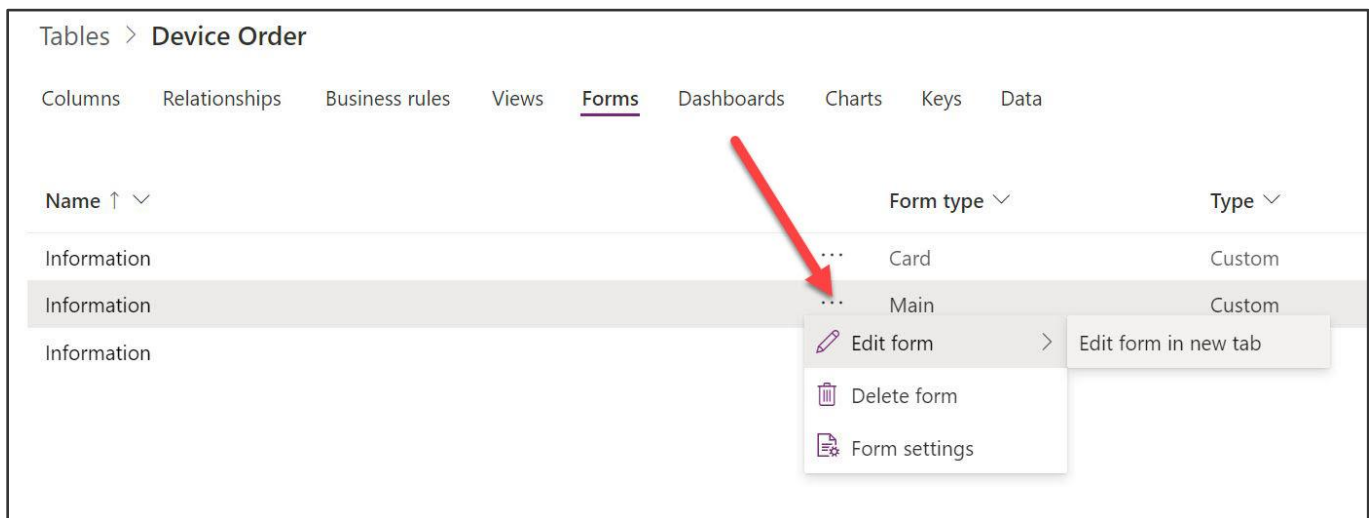 Tables > Device Order
Columns Relationships Business rules Views Forms Dashboards Charts Keys Data
Name ↑ Form type Type
Information ... Card Custom
Information ... Main Custom
Edit form > Edit form in new tab
Information
Delete form
Form settings